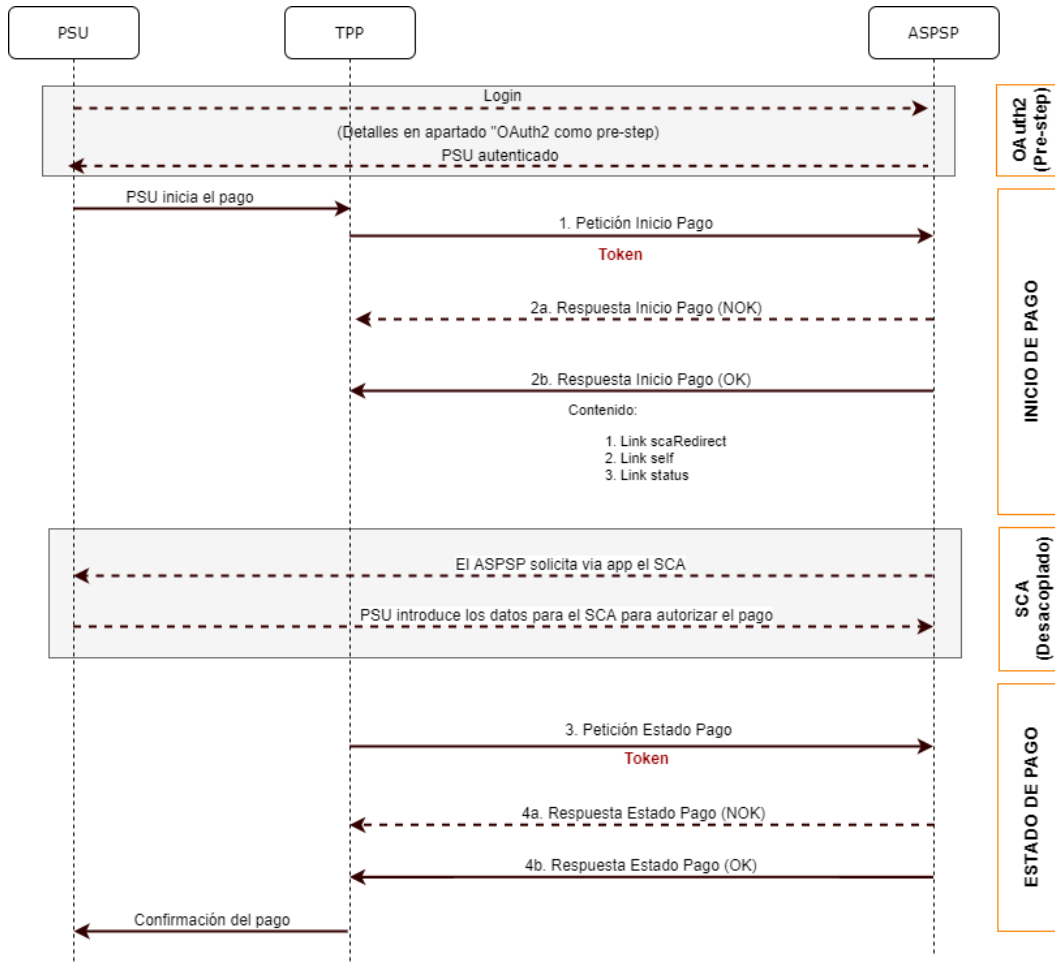 PSU
TPP
ASPSP
Login
(Detalles en apartado "OAuth2 como pre-step)
PSU autenticado
OAuth2
(Pre-step)
PSU inicia el pago
1. Petición Inicio Pago
Token
2a. Respuesta Inicio Pago (NOK)
2b. Respuesta Inicio Pago (OK)
Contenido:
1. Link scaRedirect
2. Link self
3. Link status
INICIO DE PAGO
El ASPSP solicita via app el SCA
PSU introduce los datos para el SCA para autorizar el pago
SCA
(Desacoplado)
3. Petición Estado Pago
Token
4a. Respuesta Estado Pago (NOK)
4b. Respuesta Estado Pago (OK)
Confirmación del pago
ESTADO DE PAGO